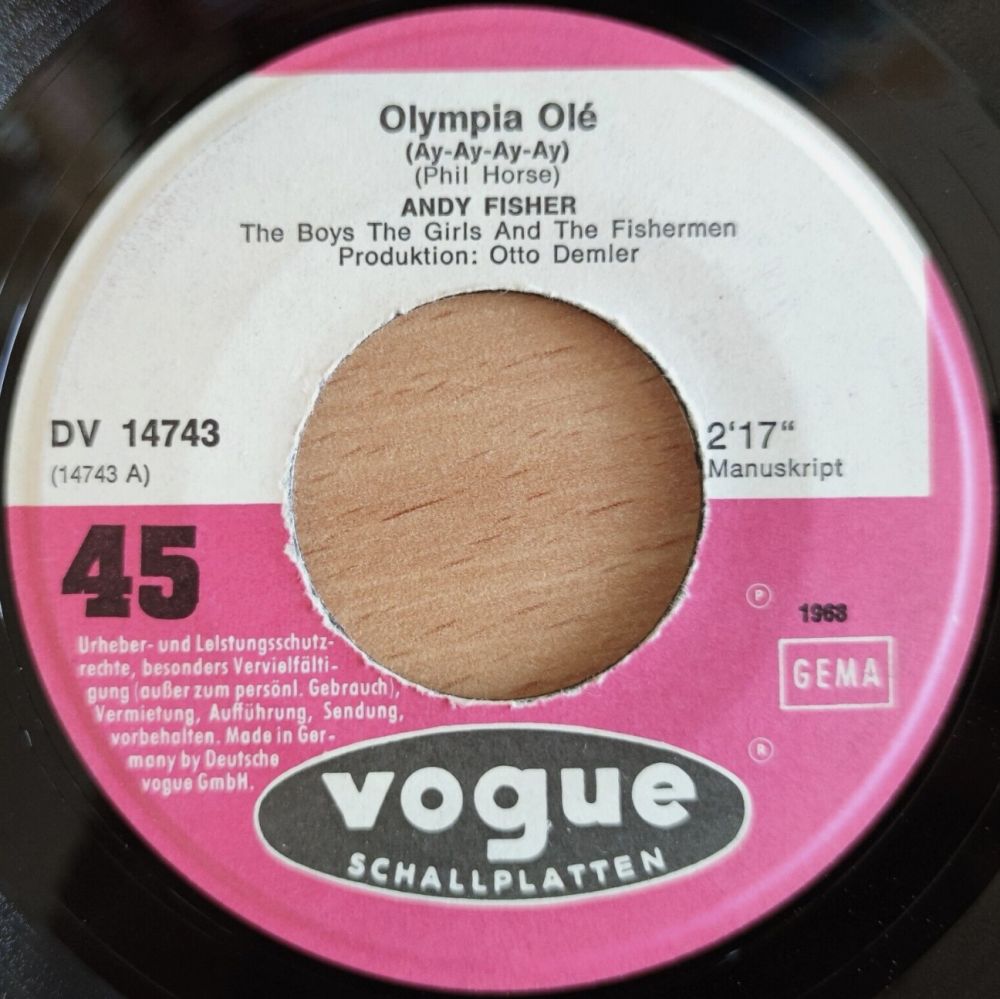 Olympia Olé
(Ay-Ay-Ay-Ay)
(Phil Horse)
ANDY FISHER
The Boys The Girls And The Fishermen
Produktion: Otto Demler
DV 14743
(14743 A)
2‘17“
Manuskript
45
Urheber- und Leistungsschutz-
rechte, besonders Vervielfälti-
gung (außer zum persönl. Gebrauch),
Vermietung, Aufführung, Sendung,
vorbehalten. Made in Ger-
many by Deutsche
vogue GmbH.
Ⓟ 1968
GEMA
®
vogue
SCHALLPLATTEN